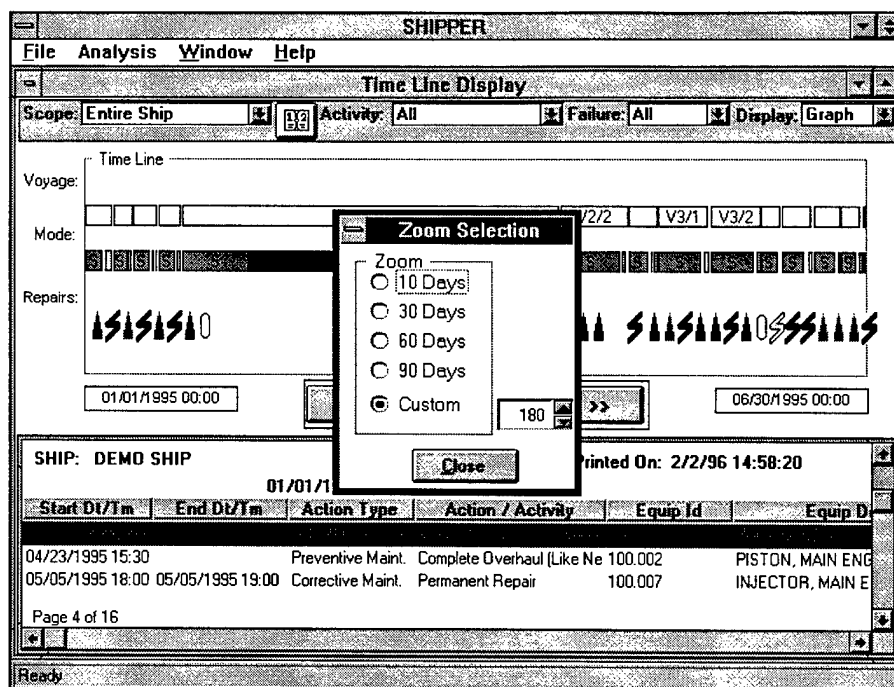 SHIPPER
File Analysis Window Help
Time Line Display
Scope: Entire Ship Activity: All Failure: All Display: Graph
Time Line
Voyage:
V/2/2 V3/1 V3/2
Mode:
S S S S S S S S S S
Repairs:
01/01/1995 00:00 >> 06/30/1995 00:00
Zoom Selection
Zoom
10 Days
30 Days
60 Days
90 Days
Custom 180
Close
SHIP: DEMO SHIP Printed On: 2/2/96 14:58:20
01/01/1
Start Dt/Tm End Dt/Tm Action Type Action / Activity Equip Id Equip D
04/23/1995 15:30 Preventive Maint. Complete Overhaul (Like Ne 100.002 PISTON, MAIN ENG
05/05/1995 18:00 05/05/1995 19:00 Corrective Maint. Permanent Repair 100.007 INJECTOR, MAIN E
Page 4 of 16
Ready